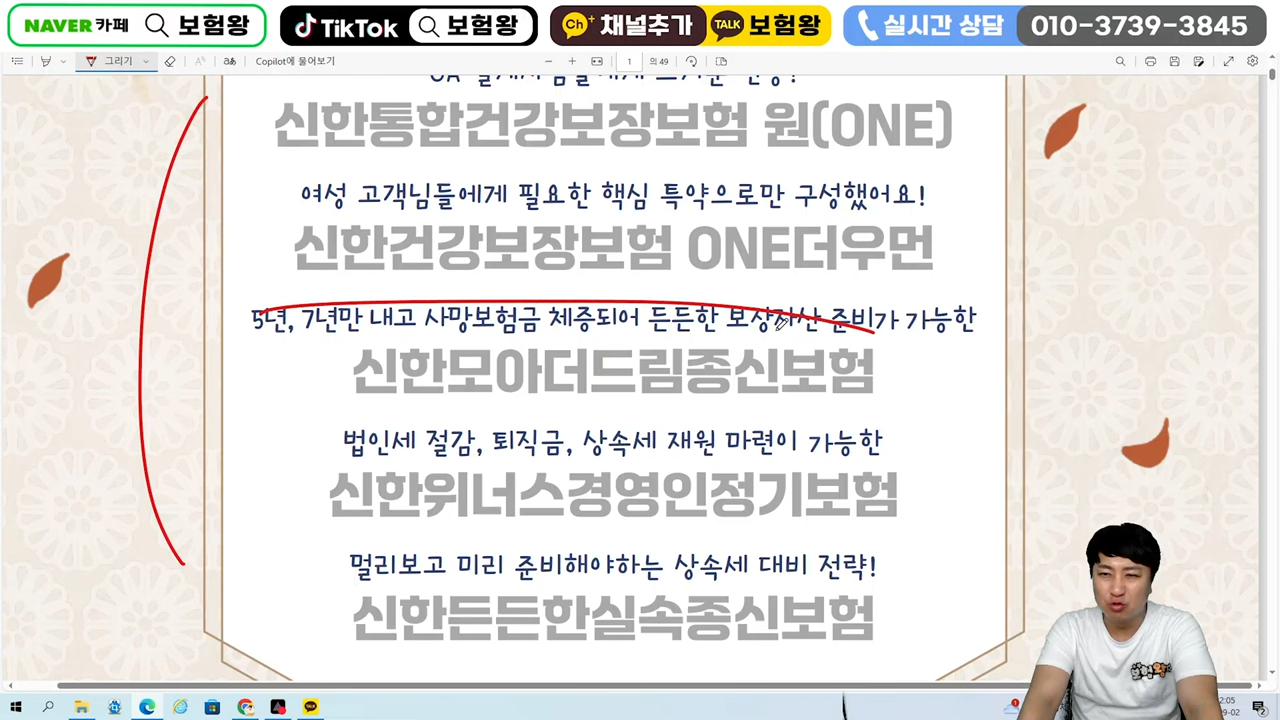 NAVER 카페 보험왕 TikTok 보험왕 Ch+ 채널추가 TALK 보험왕 실시간 상담 010-3739-3845
그리기 Copilot에 물어보기 1 의 49
신한통합건강보장보험 원(ONE)
여성 고객님들에게 필요한 핵심 특약으로만 구성했어요!
신한건강보장보험 ONE더우먼
5년, 7년만 내고 사망보험금 체증되어 든든한 보상자산 준비가 가능한
신한모아더드림종신보험
법인세 절감, 퇴직금, 상속세 재원 마련이 가능한
신한위너스경영인정기보험
멀리보고 미리 준비해야하는 상속세 대비 전략!
신한든든한실속종신보험
보험왕